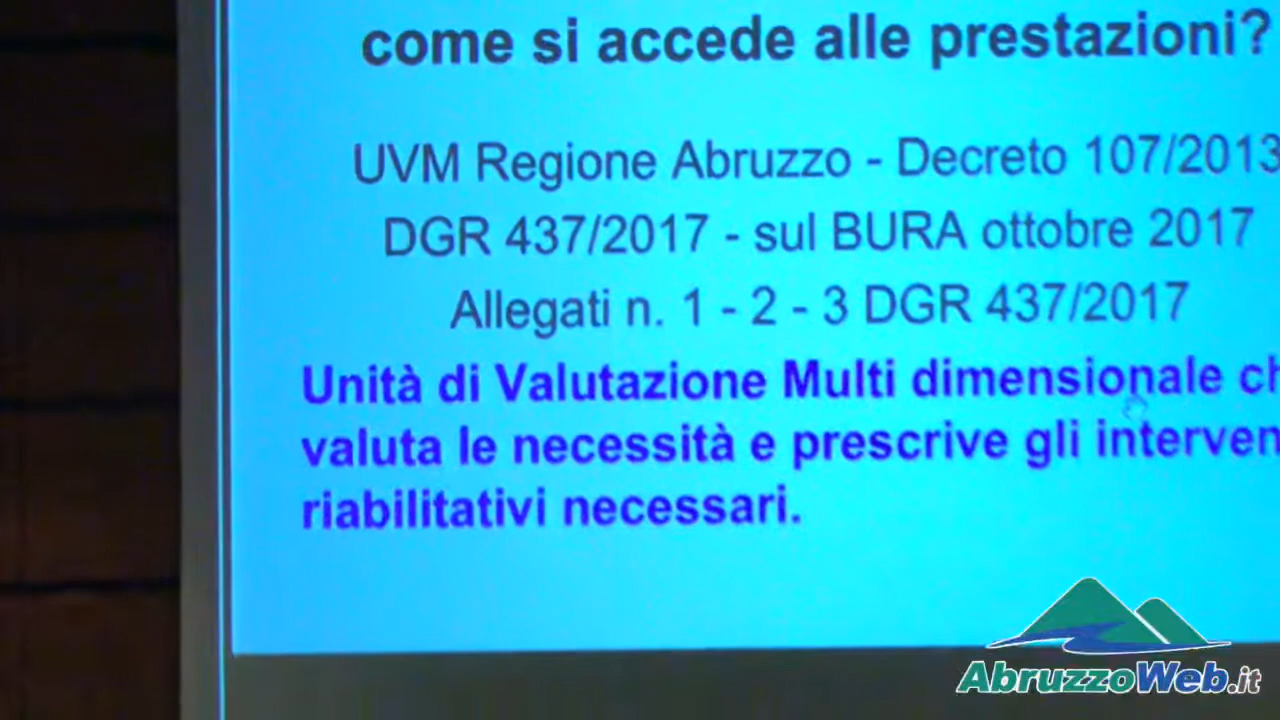 come si accede alle prestazioni?
UVM Regione Abruzzo - Decreto 107/2013
DGR 437/2017 - sul BURA ottobre 2017
Allegati n. 1 - 2 - 3 DGR 437/2017
Unità di Valutazione Multi dimensionale
valuta le necessità e prescrive gli
riabilitativi necessari.
AbruzzoWeb.it